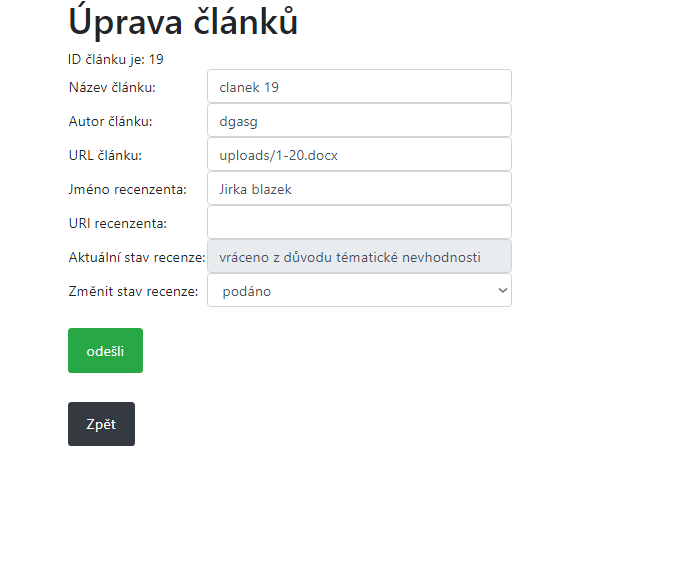 Úprava článků
ID článku je: 19
Název článku: clanek 19
Autor článku: dgasg
URL článku: uploads/1-20.docx
Jméno recenzenta: Jirka blazek
URl recenzenta:
Aktuální stav recenze: vráceno z důvodu tématické nevhodnosti
Změnit stav recenze: podáno
odešli
Zpět